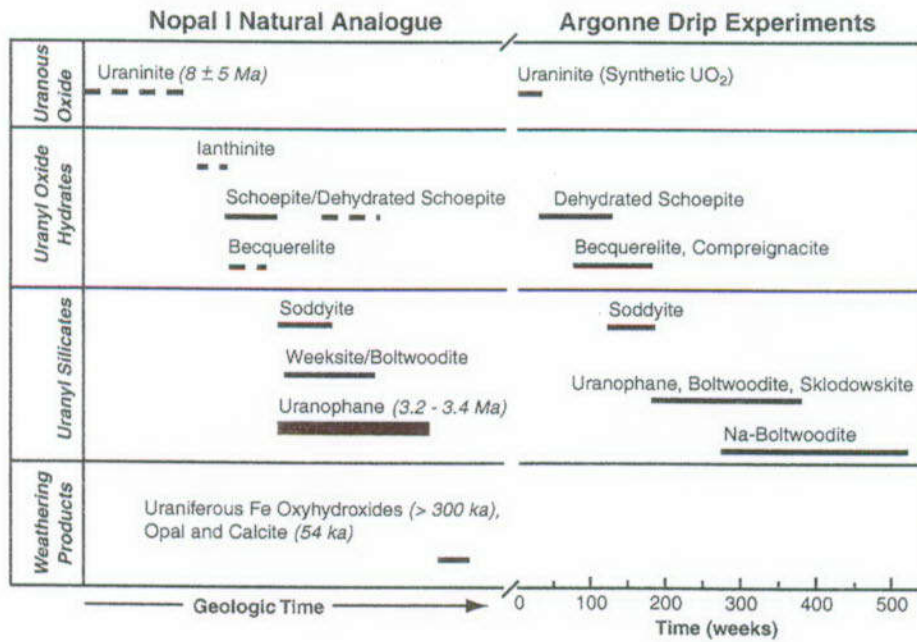 Nopal I Natural Analogue
Argonne Drip Experiments
Uranous
Oxide
Uraninite (8 ± 5 Ma)
Uraninite (Synthetic UO₂)
Uranyl Oxide
Hydrates
Ianthinite
Schoepite/Dehydrated Schoepite
Dehydrated Schoepite
Becquerelite
Becquerelite, Compreignacite
Uranyl Silicates
Soddyite
Soddyite
Weeksite/Boltwoodite
Uranophane, Boltwoodite, Sklodowskite
Uranophane (3.2 - 3.4 Ma)
Na-Boltwoodite
Weathering
Products
Uraniferous Fe Oxyhydroxides (> 300 ka),
Opal and Calcite (54 ka)
Geologic Time
0 100 200 300 400 500
Time (weeks)